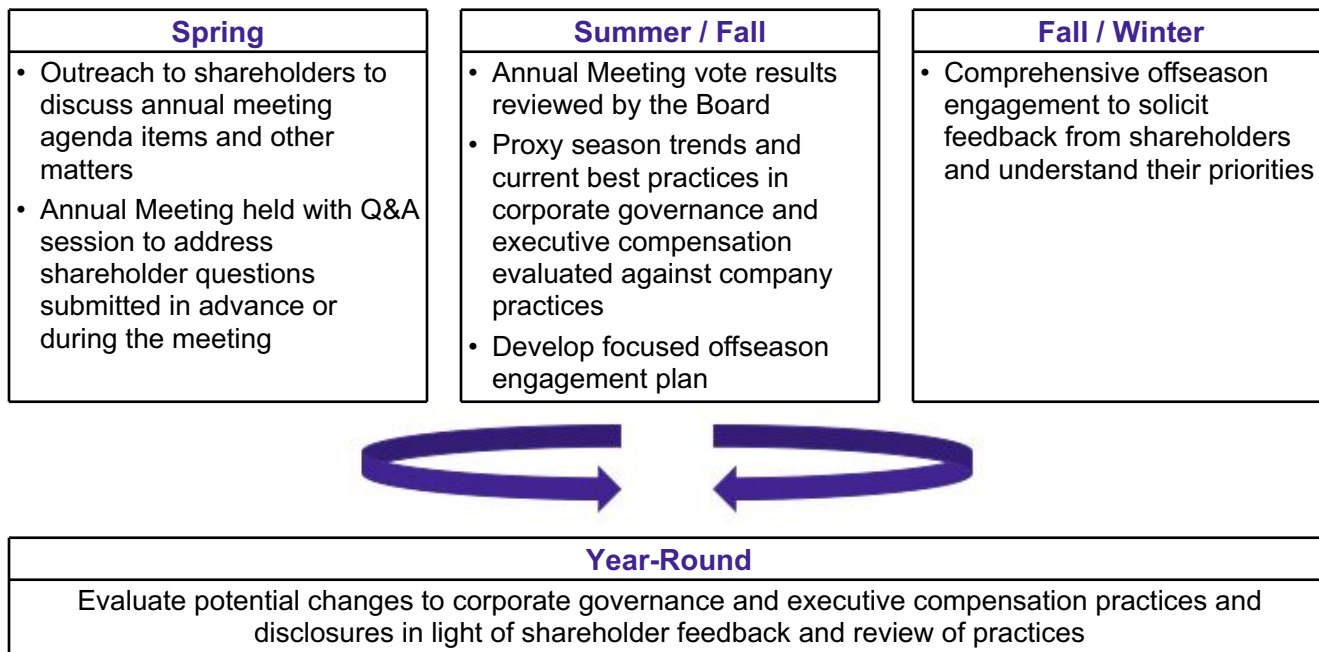 Spring
• Outreach to shareholders to
discuss annual meeting
agenda items and other
matters
• Annual Meeting held with Q&A
session to address
shareholder questions
submitted in advance or
during the meeting
Summer / Fall
• Annual Meeting vote results
reviewed by the Board
• Proxy season trends and
current best practices in
corporate governance and
executive compensation
evaluated against company
practices
• Develop focused offseason
engagement plan
Fall / Winter
• Comprehensive offseason
engagement to solicit
feedback from shareholders
and understand their priorities
Year-Round
Evaluate potential changes to corporate governance and executive compensation practices and
disclosures in light of shareholder feedback and review of practices